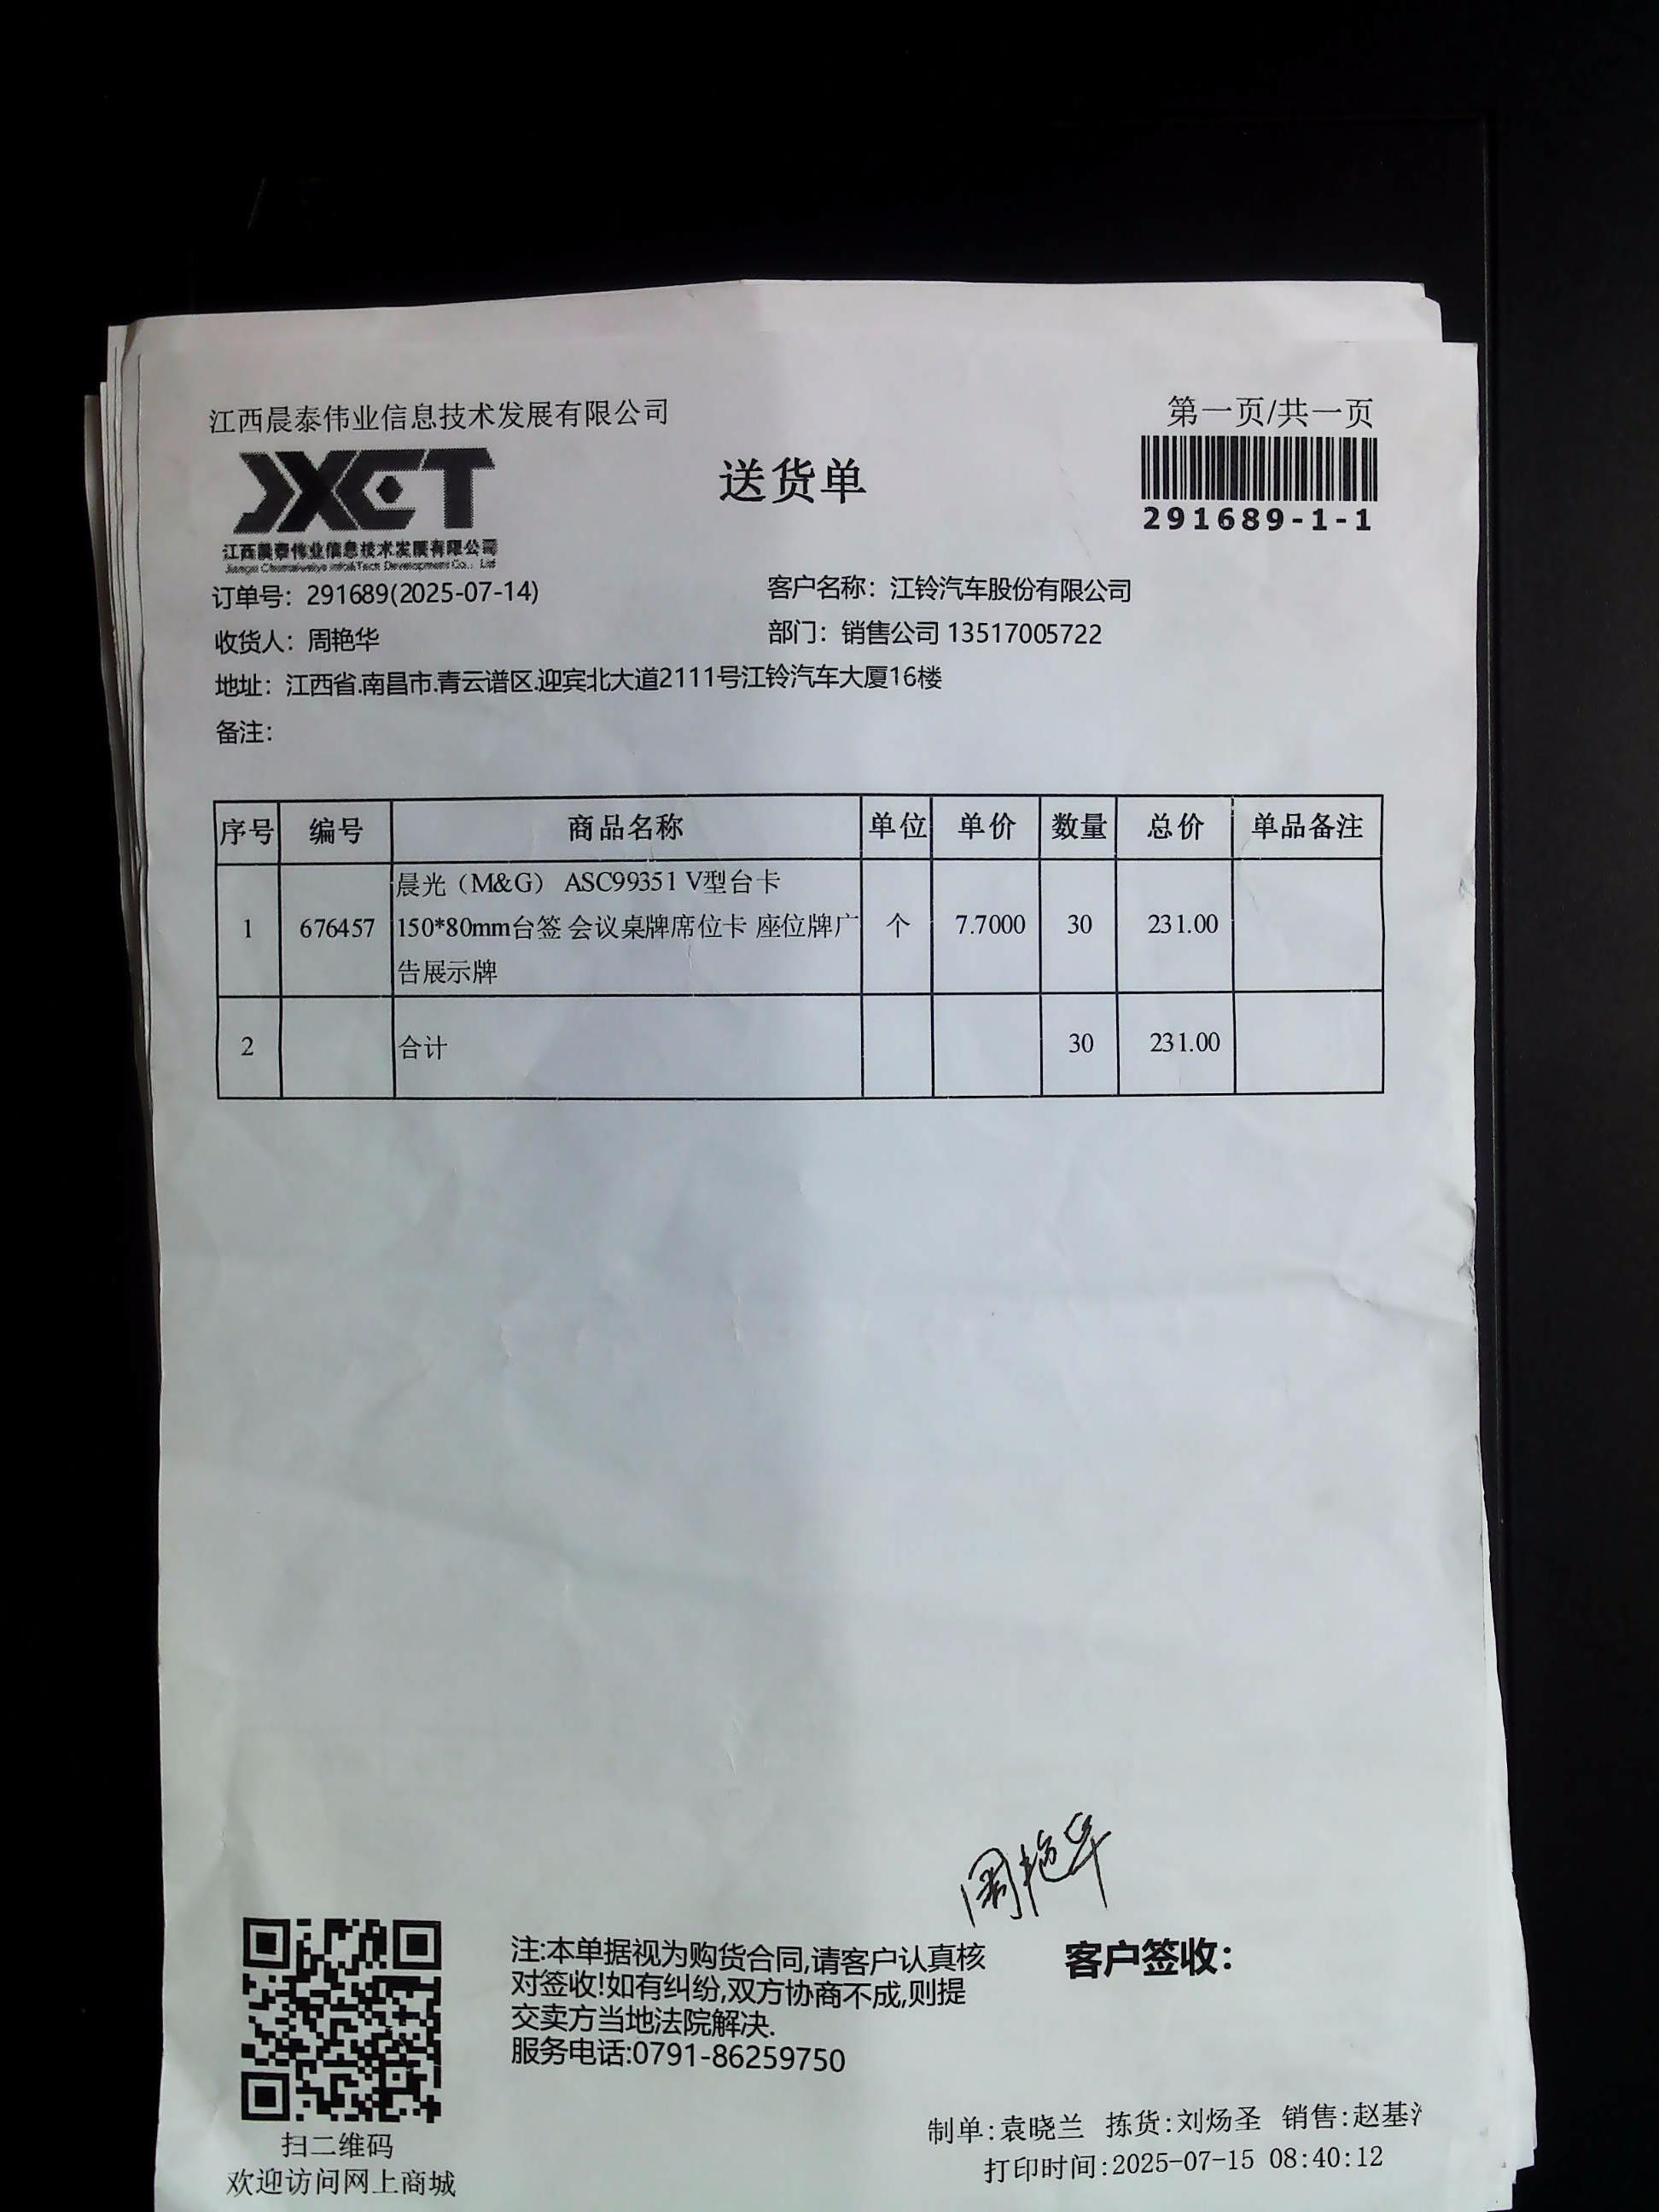 江西晨泰伟业信息技术发展有限公司
第一页/共一页
JXCT
送货单
291689-1-1
江西晨泰伟业信息技术发展有限公司
订单号：291689(2025-07-14)
客户名称：江铃汽车股份有限公司
收货人：周艳华
部门：销售公司 13517005722
地址：江西省.南昌市.青云谱区.迎宾北大道2111号江铃汽车大厦16楼
备注：
序号 编号 商品名称 单位 单价 数量 总价 单品备注
晨光（M&G） ASC99351 V型台卡
1 676457 150*80mm台签 会议桌牌席位卡 座位牌广 个 7.7000 30 231.00
告展示牌
2 合计 30 231.00
周艳华
注:本单据视为购货合同,请客户认真核
对签收!如有纠纷,双方协商不成,则提
交卖方当地法院解决.
服务电话:0791-86259750
客户签收：
扫二维码
欢迎访问网上商城
制单:袁晓兰 拣货:刘炀圣 销售:赵基
打印时间:2025-07-15 08:40:12